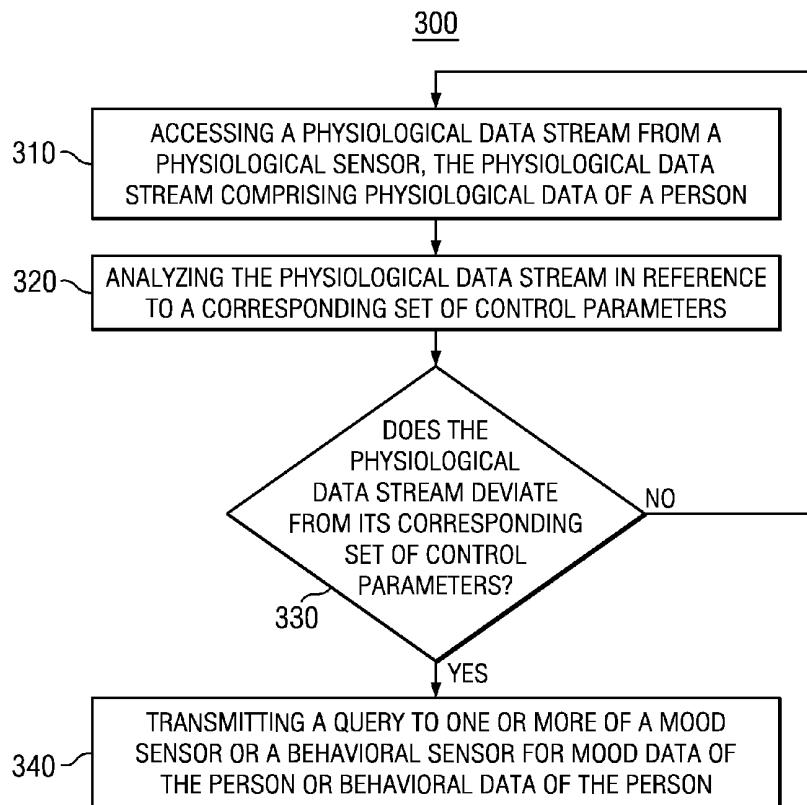 300
310
ACCESSING A PHYSIOLOGICAL DATA STREAM FROM A
PHYSIOLOGICAL SENSOR, THE PHYSIOLOGICAL DATA
STREAM COMPRISING PHYSIOLOGICAL DATA OF A PERSON
320
ANALYZING THE PHYSIOLOGICAL DATA STREAM IN REFERENCE
TO A CORRESPONDING SET OF CONTROL PARAMETERS
DOES THE
PHYSIOLOGICAL
DATA STREAM DEVIATE
FROM ITS CORRESPONDING
SET OF CONTROL
PARAMETERS?
NO
330
YES
340
TRANSMITTING A QUERY TO ONE OR MORE OF A MOOD
SENSOR OR A BEHAVIORAL SENSOR FOR MOOD DATA OF
THE PERSON OR BEHAVIORAL DATA OF THE PERSON